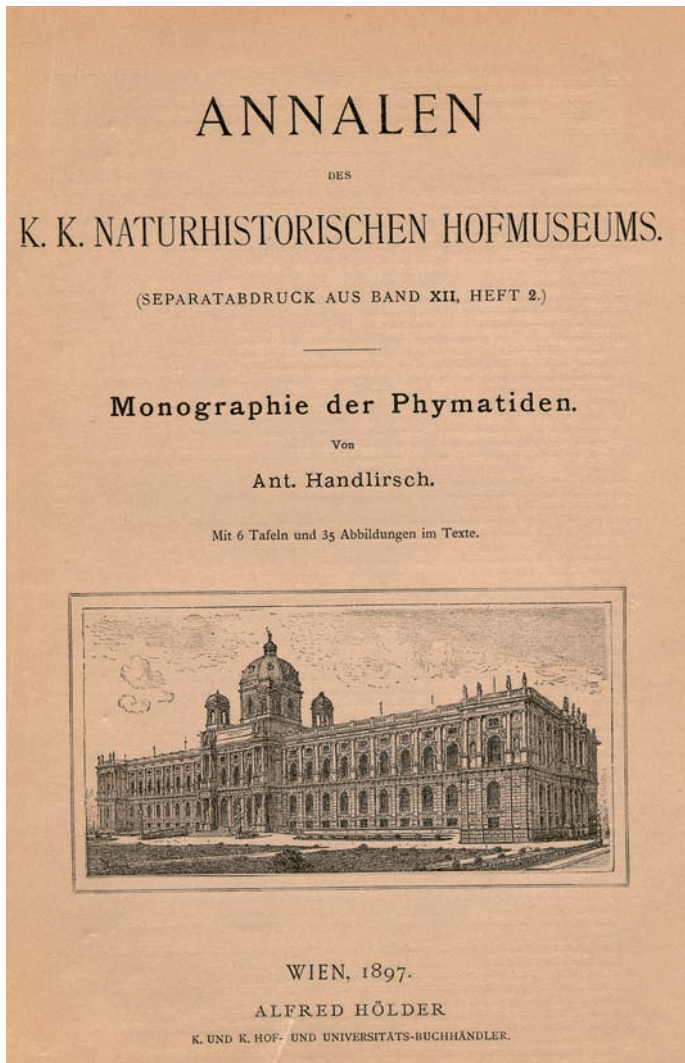 ANNALEN
DES
K. K. NATURHISTORISCHEN HOFMUSEUMS.
(SEPARATABDRUCK AUS BAND XII, HEFT 2.)
Monographie der Phymatiden.
Von
Ant. Handlirsch.
Mit 6 Tafeln und 35 Abbildungen im Texte.
WIEN, 1897.
ALFRED HÖLDER
K. UND K. HOF- UND UNIVERSITÄTS-BUCHHÄNDLER.